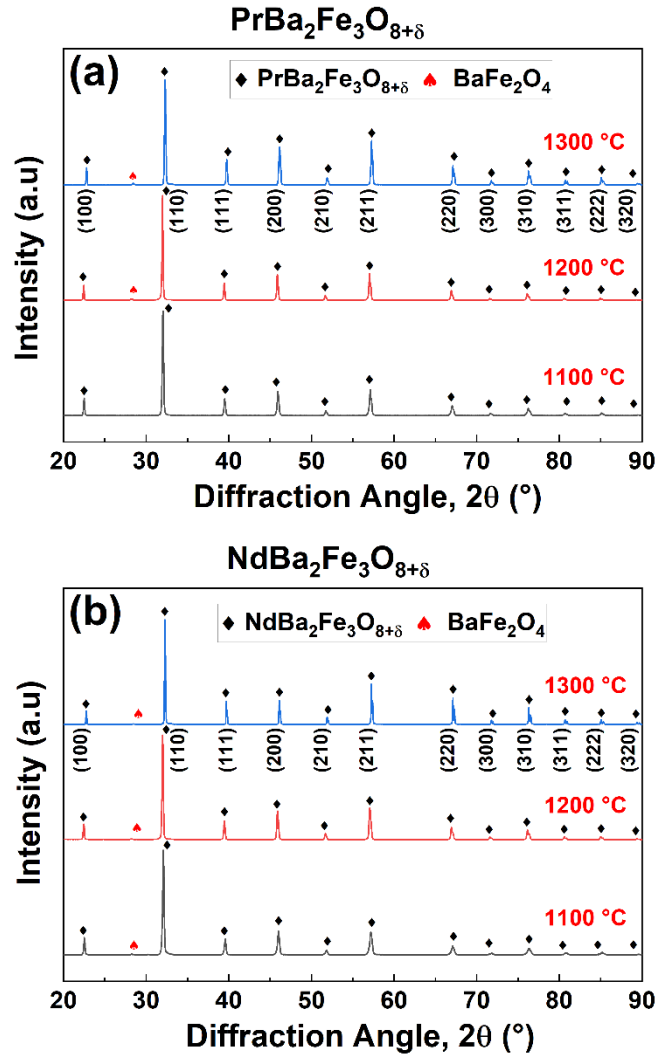 PrBa₂Fe₃O₈₊δ
(a)
♦ PrBa₂Fe₃O₈₊δ ♠ BaFe₂O₄
1300 °C
(100) (110) (111) (200) (210) (211) (220) (300) (310) (311) (222) (320)
1200 °C
1100 °C
Intensity (a.u)
20 30 40 50 60 70 80 90
Diffraction Angle, 2θ (°)
NdBa₂Fe₃O₈₊δ
(b)
♦ NdBa₂Fe₃O₈₊δ ♠ BaFe₂O₄
1300 °C
(100) (110) (111) (200) (210) (211) (220) (300) (310) (311) (222) (320)
1200 °C
1100 °C
Intensity (a.u)
20 30 40 50 60 70 80 90
Diffraction Angle, 2θ (°)